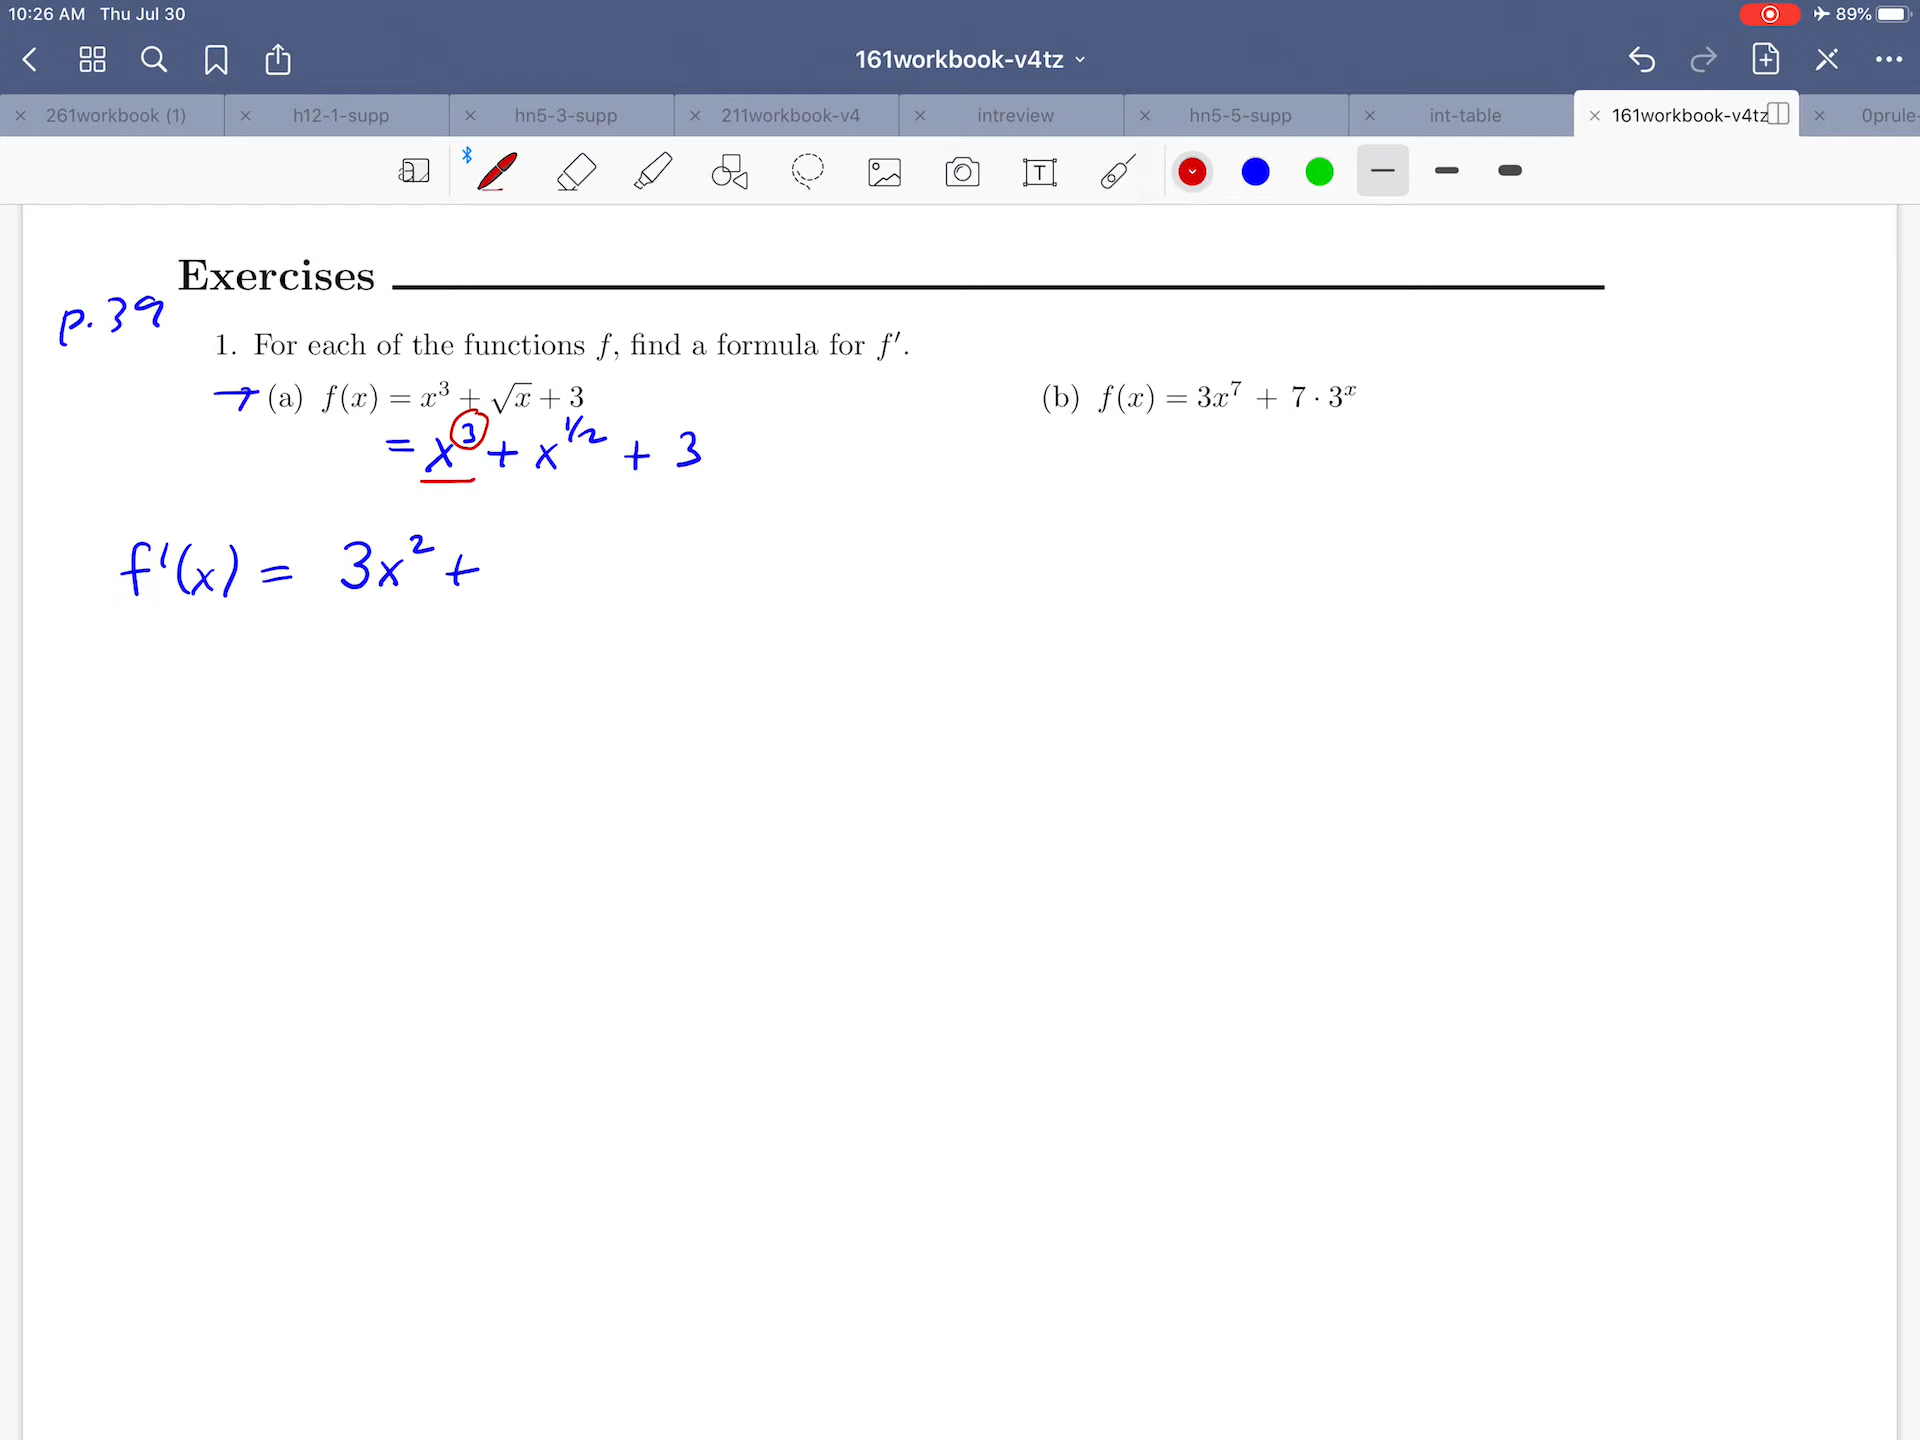 10:26 AM Thu Jul 30
89%
161workbook-v4tz
261workbook (1) h12-1-supp hn5-3-supp 211workbook-v4 intreview hn5-5-supp int-table 161workbook-v4tz 0prule-
Exercises
p. 39
1. For each of the functions f, find a formula for f′.
→ (a) f(x) = x³ + √x + 3 (b) f(x) = 3x⁷ + 7 · 3ˣ
= x³ + x^1/2 + 3
f'(x) = 3x² +